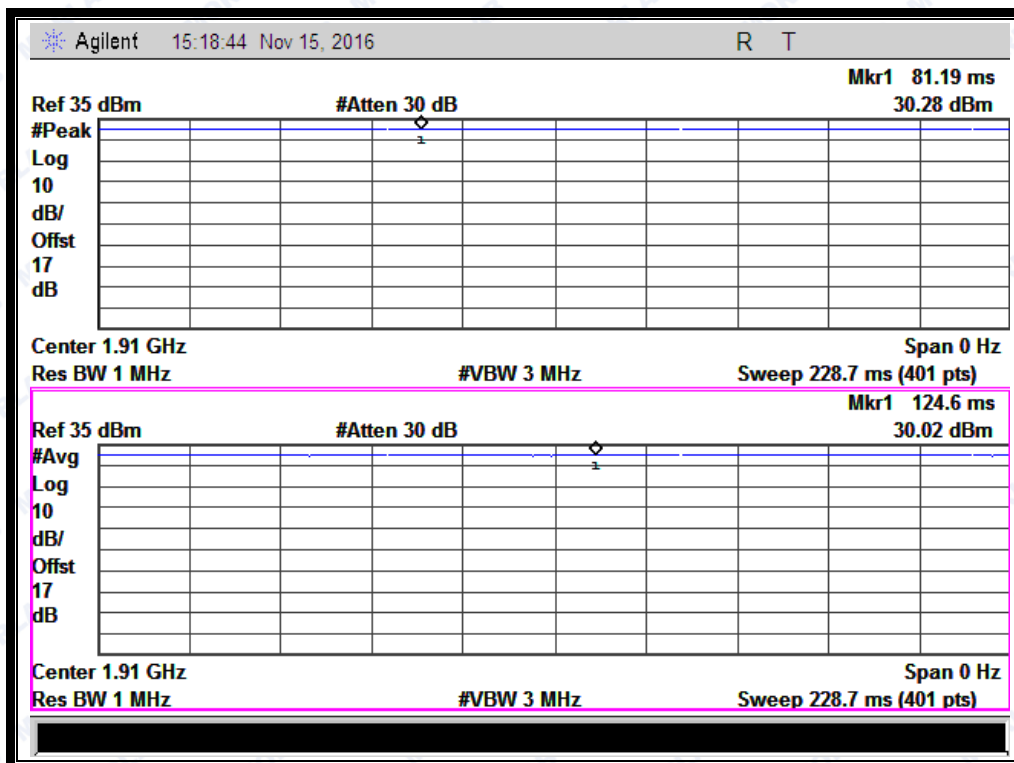 Agilent 15:18:44 Nov 15, 2016 R T
Mkr1 81.19 ms
Ref 35 dBm #Atten 30 dB 30.28 dBm
#Peak
1
Log
10
dB/
Offst
17
dB
Center 1.91 GHz Span 0 Hz
Res BW 1 MHz #VBW 3 MHz Sweep 228.7 ms (401 pts)
Mkr1 124.6 ms
Ref 35 dBm #Atten 30 dB 30.02 dBm
#Avg
1
Log
10
dB/
Offst
17
dB
Center 1.91 GHz Span 0 Hz
Res BW 1 MHz #VBW 3 MHz Sweep 228.7 ms (401 pts)